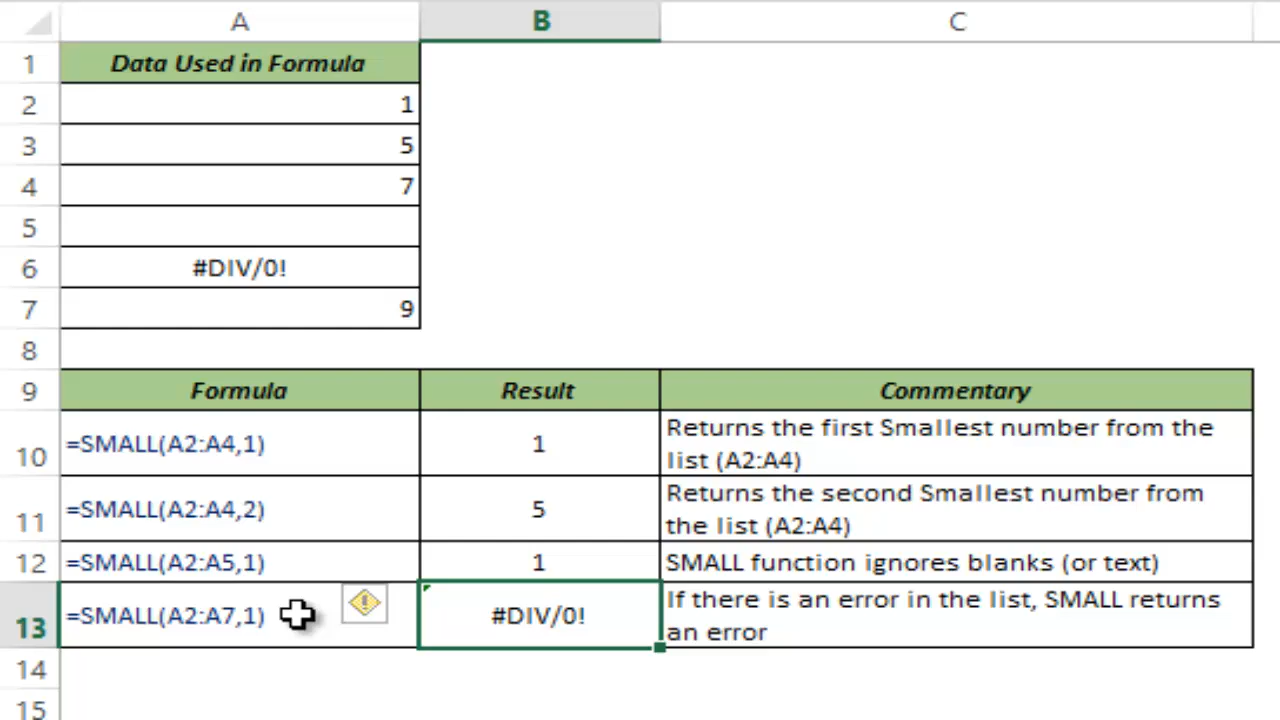 A B C
1 Data Used in Formula
2 1
3 5
4 7
5
6 #DIV/0!
7 9
8
9 Formula Result Commentary
10 =SMALL(A2:A4,1) 1 Returns the first Smallest number from the
list (A2:A4)
11 =SMALL(A2:A4,2) 5 Returns the second Smallest number from
the list (A2:A4)
12 =SMALL(A2:A5,1) 1 SMALL function ignores blanks (or text)
13 =SMALL(A2:A7,1) #DIV/0! If there is an error in the list, SMALL returns
an error
14
15